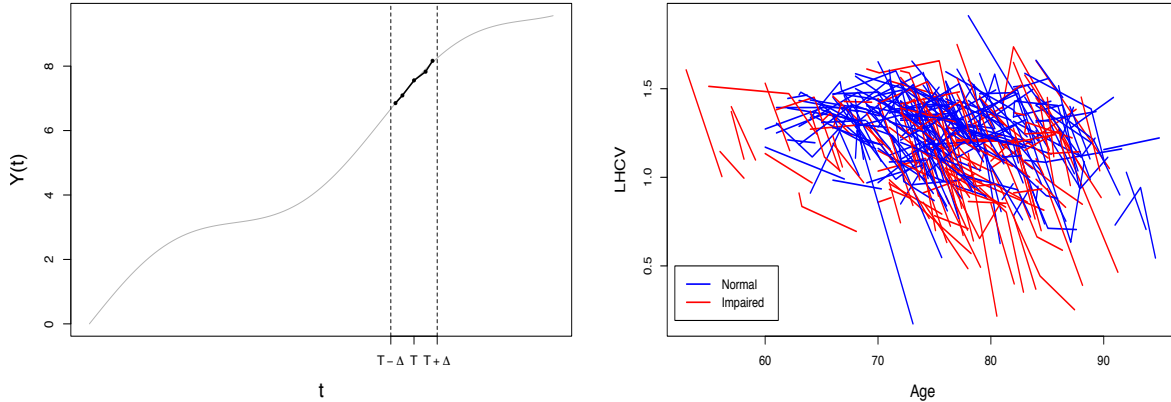 Y(t)
8
6
4
2
0
T − Δ T T + Δ
t
LHCV
1.5
1.0
0.5
Normal
Impaired
60 70 80 90
Age